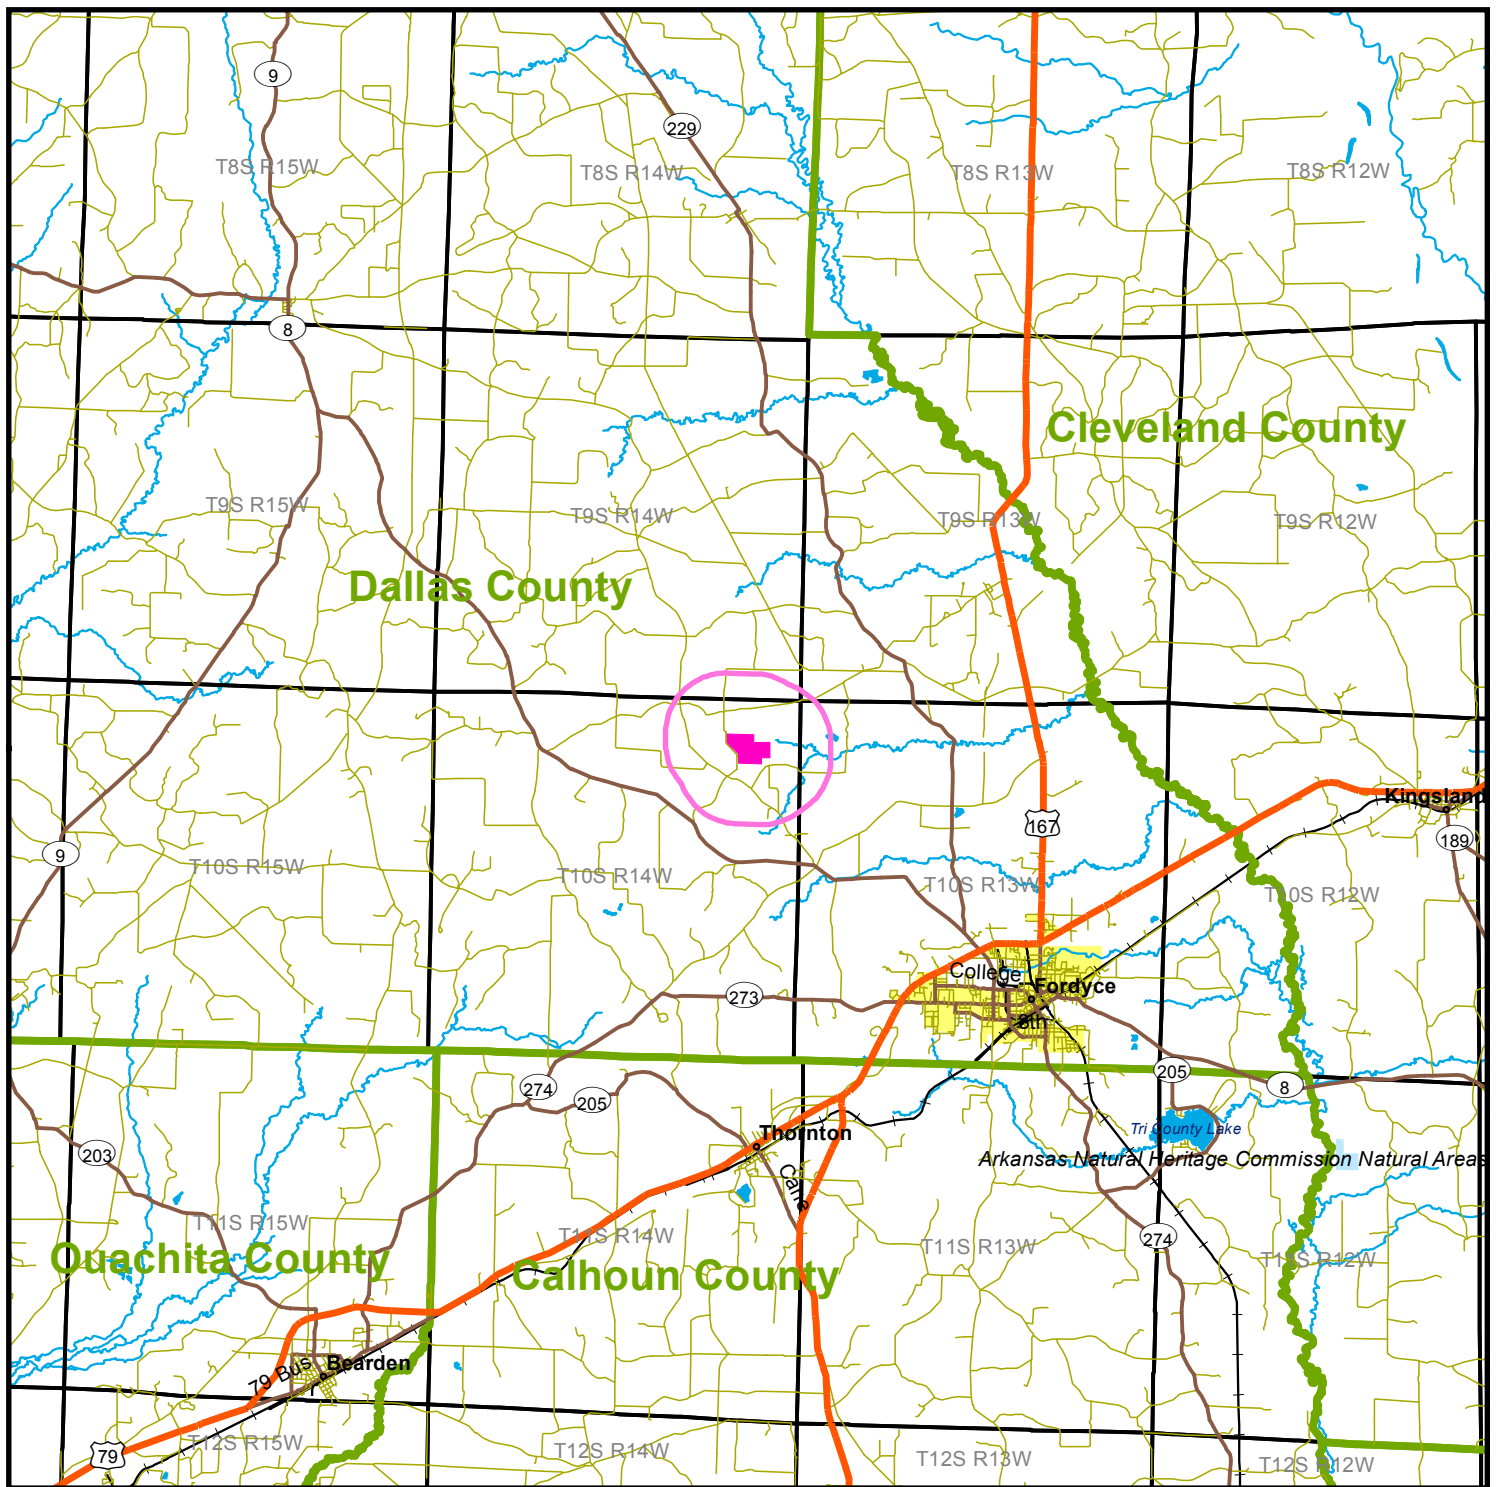 9
229
T8S R15W
T8S R14W
T8S R13W
T8S R12W
8
Cleveland County
T9S R15W
T9S R14W
T9S R13W
T9S R12W
Dallas County
Kingsland
167
189
9
T10S R15W
T10S R14W
T10S R13W
T10S R12W
College
Fordyce
273
8th
205
8
274
205
Tri County Lake
Thornton
203
Arkansas Natural Heritage Commission Natural Areas
Carre
T11S R15W
T11S R14W
T11S R13W
274
T11S R12W
Ouachita County
Calhoun County
79 Bus
Bearden
79
T12S R15W
T12S R14W
T12S R13W
T12S R12W